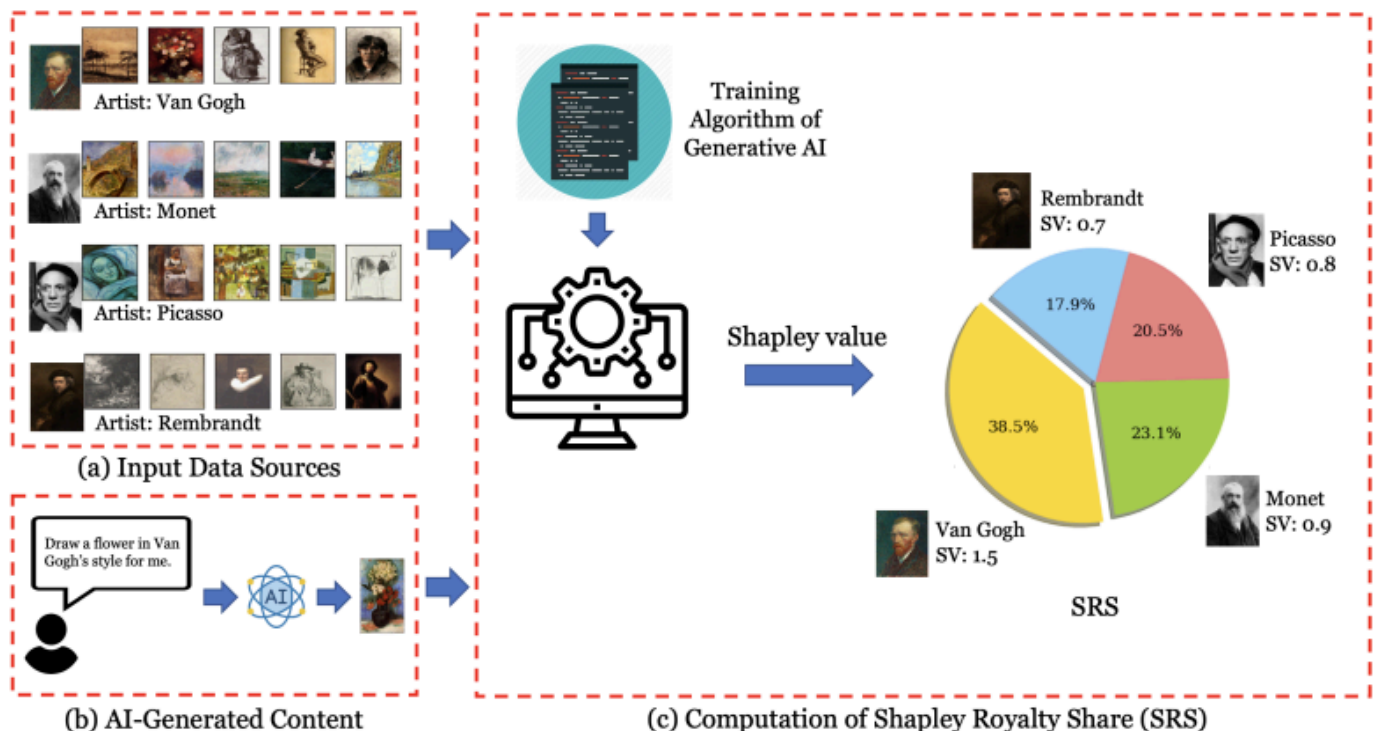 Artist: Van Gogh
Artist: Monet
Artist: Picasso
Artist: Rembrandt
(a) Input Data Sources
Draw a flower in Van
Gogh's style for me.
AI
(b) AI-Generated Content
Training
Algorithm of
Generative AI
Shapley value
Rembrandt
SV: 0.7
Picasso
SV: 0.8
17.9%
20.5%
38.5%
23.1%
Van Gogh
SV: 1.5
Monet
SV: 0.9
SRS
(c) Computation of Shapley Royalty Share (SRS)